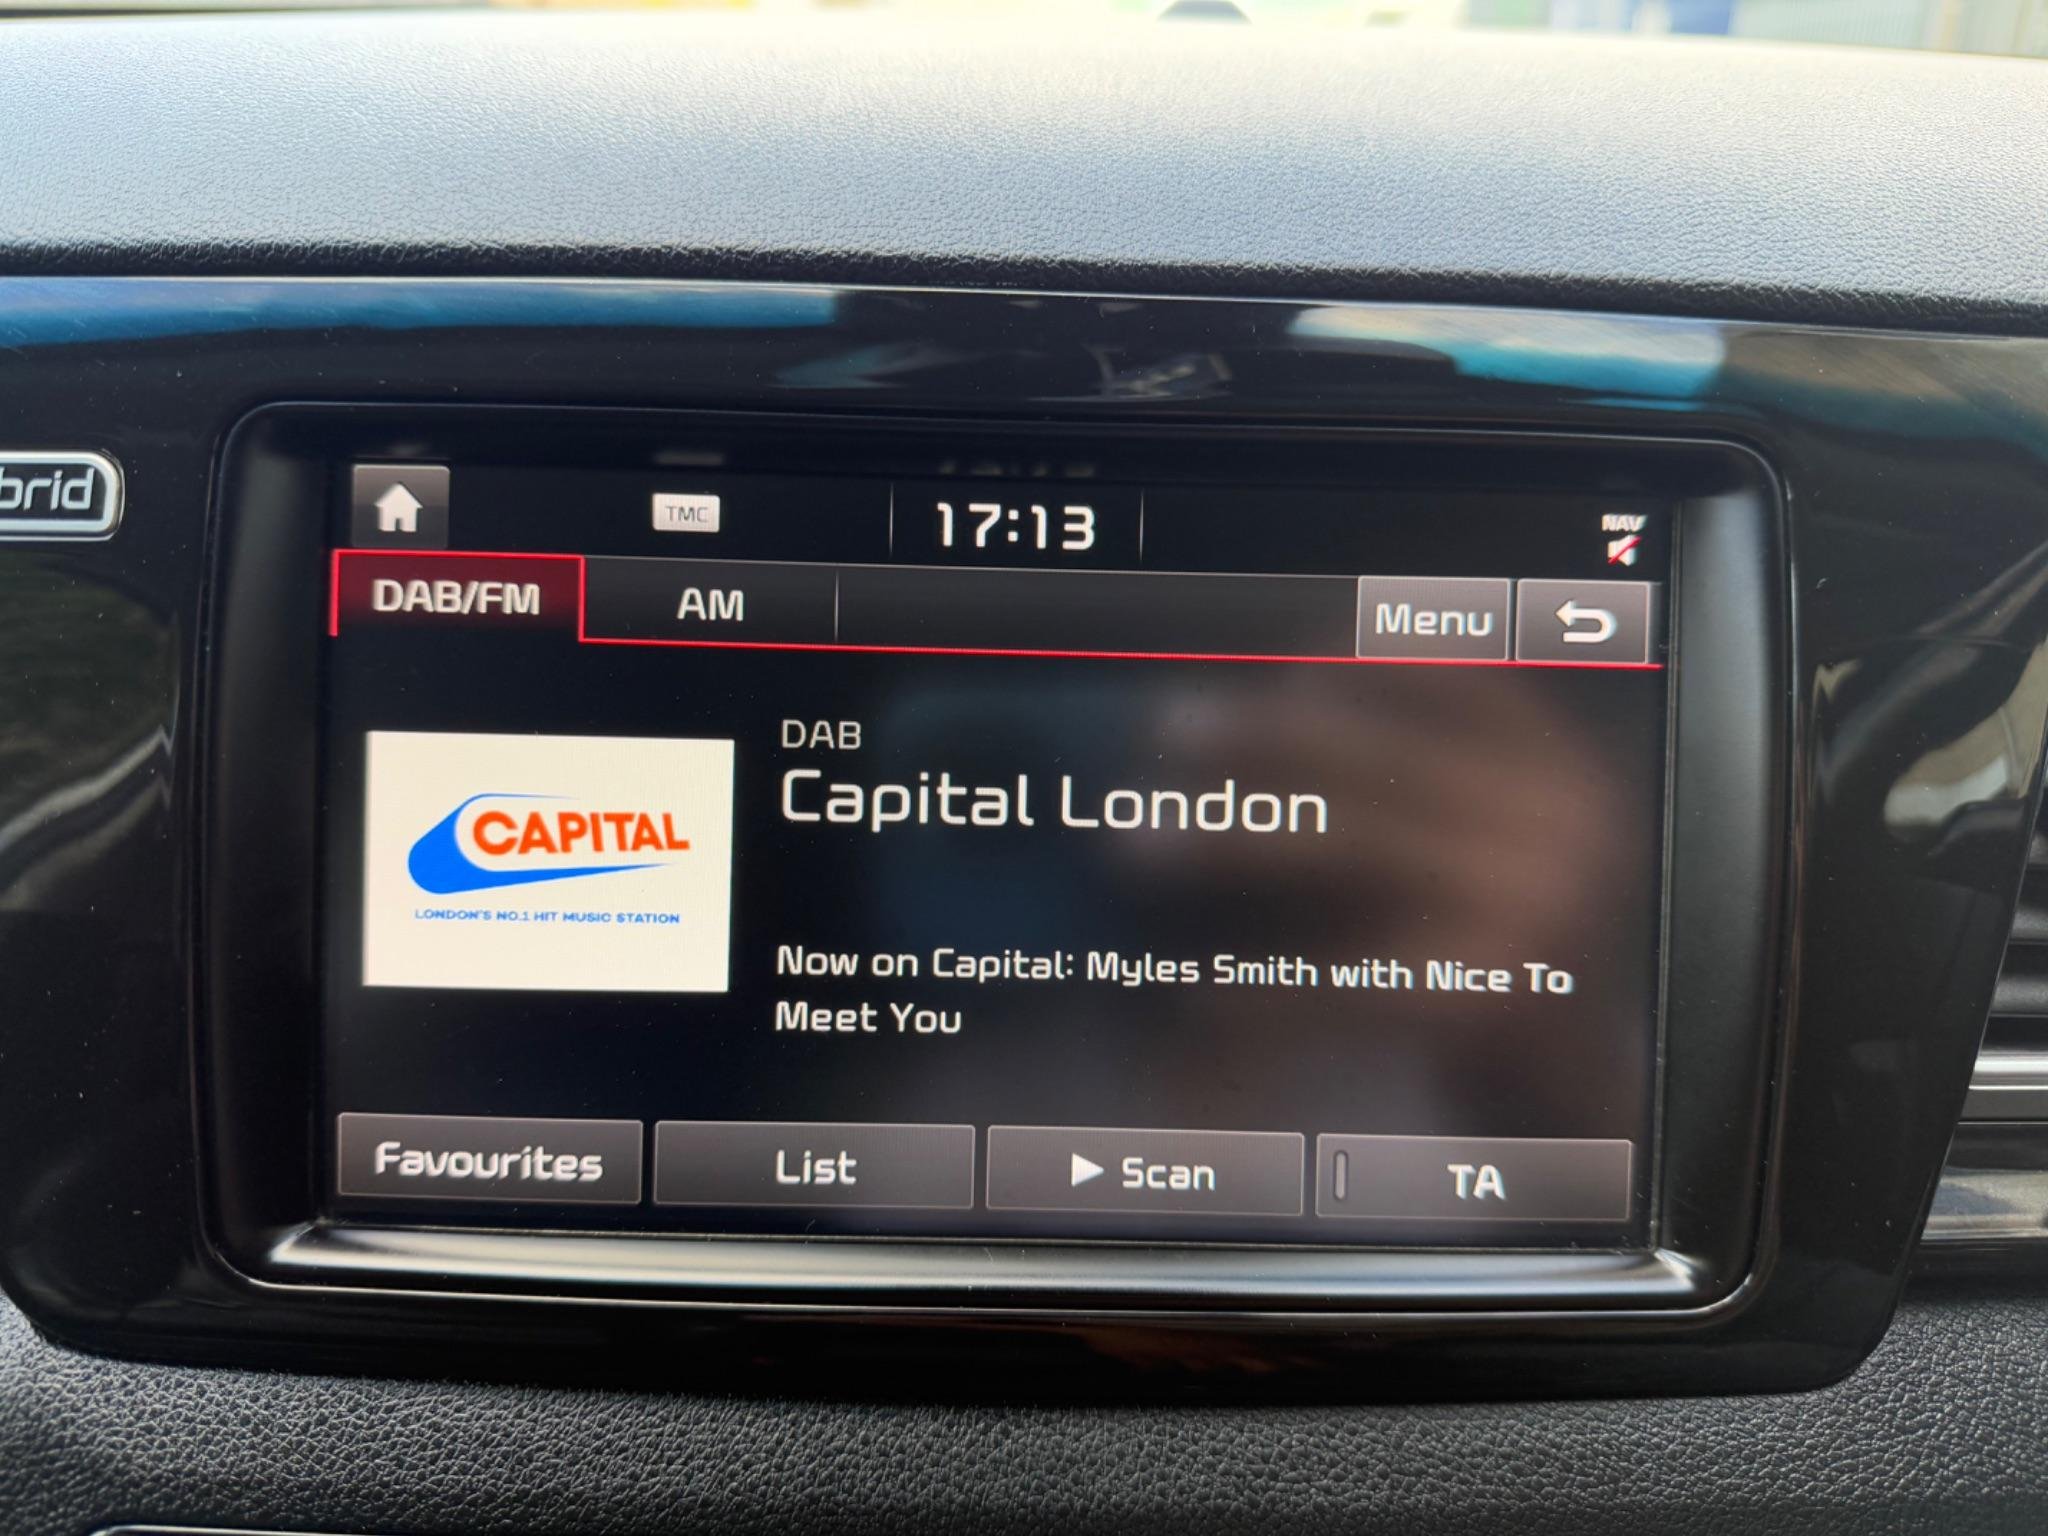 brid
TMC
17:13
NAV
DAB/FM
AM
Menu
DAB
Capital London
CAPITAL
LONDON'S NO.1 HIT MUSIC STATION
Now on Capital: Myles Smith with Nice To
Meet You
Favourites
List
Scan
TA